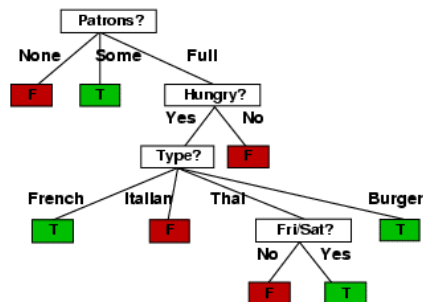 Patrons?
None Some Full
F T Hungry?
Yes No
Type? F
French Italian Thai Burger
T F Fri/Sat? T
No Yes
F T